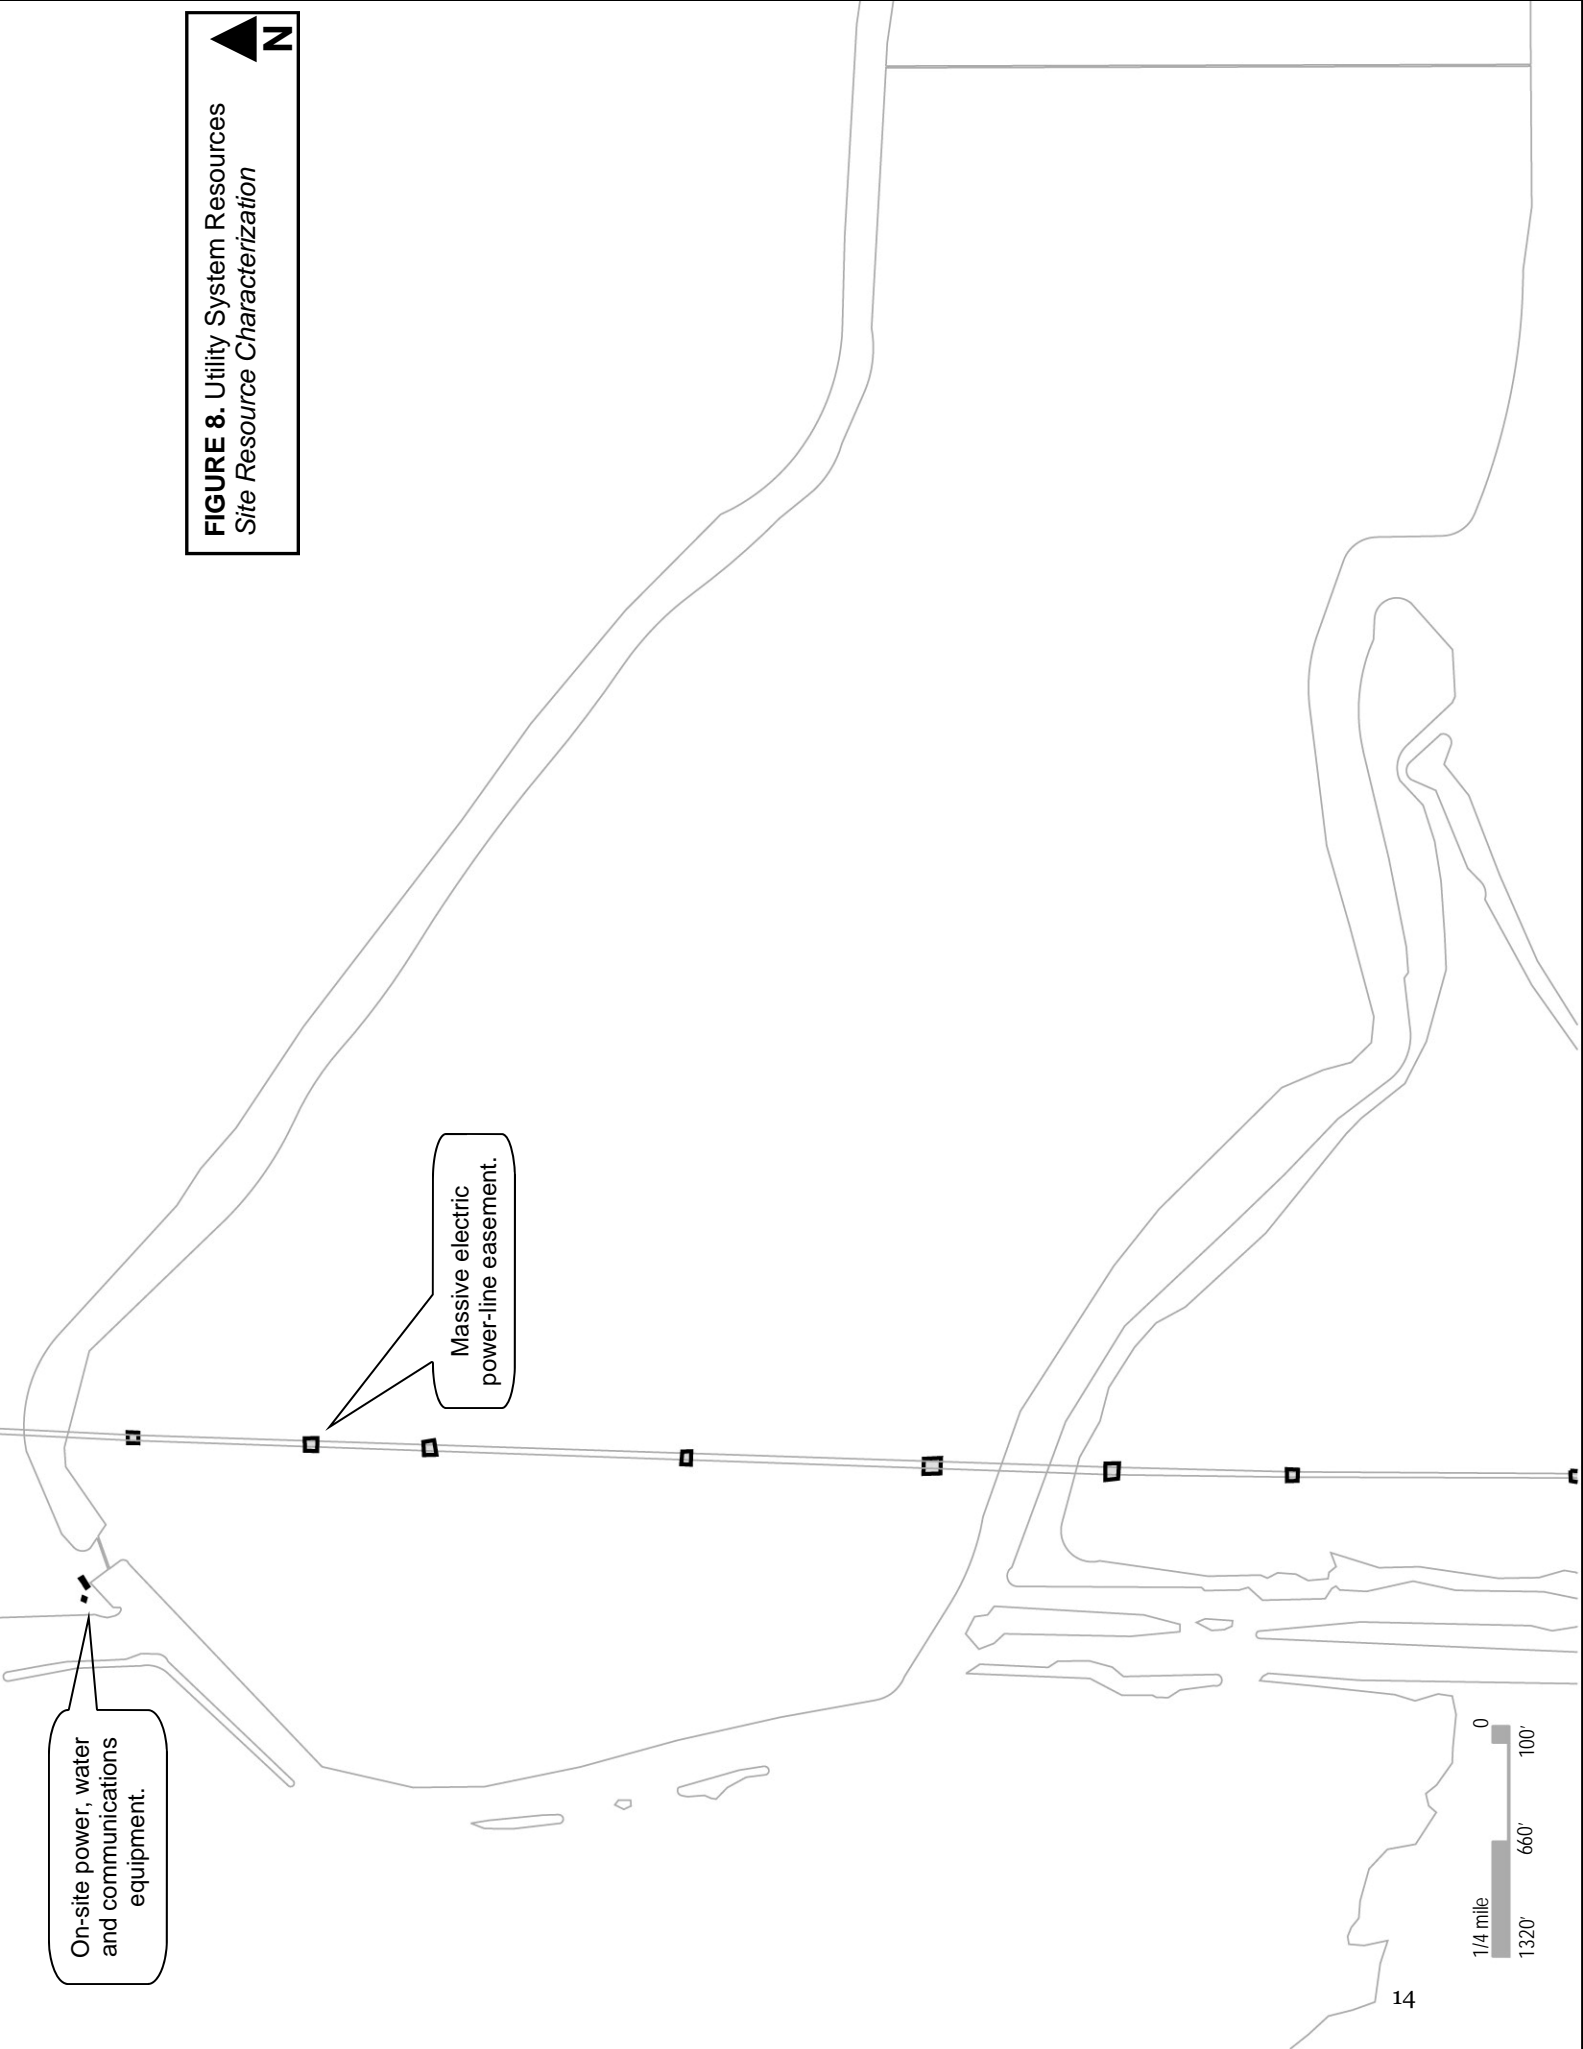 FIGURE 8. Utility System Resources
Site Resource Characterization
N
On-site power, water
and communications
equipment.
Massive electric
power-line easement.
1/4 mile
0
1320'
660'
100'
14